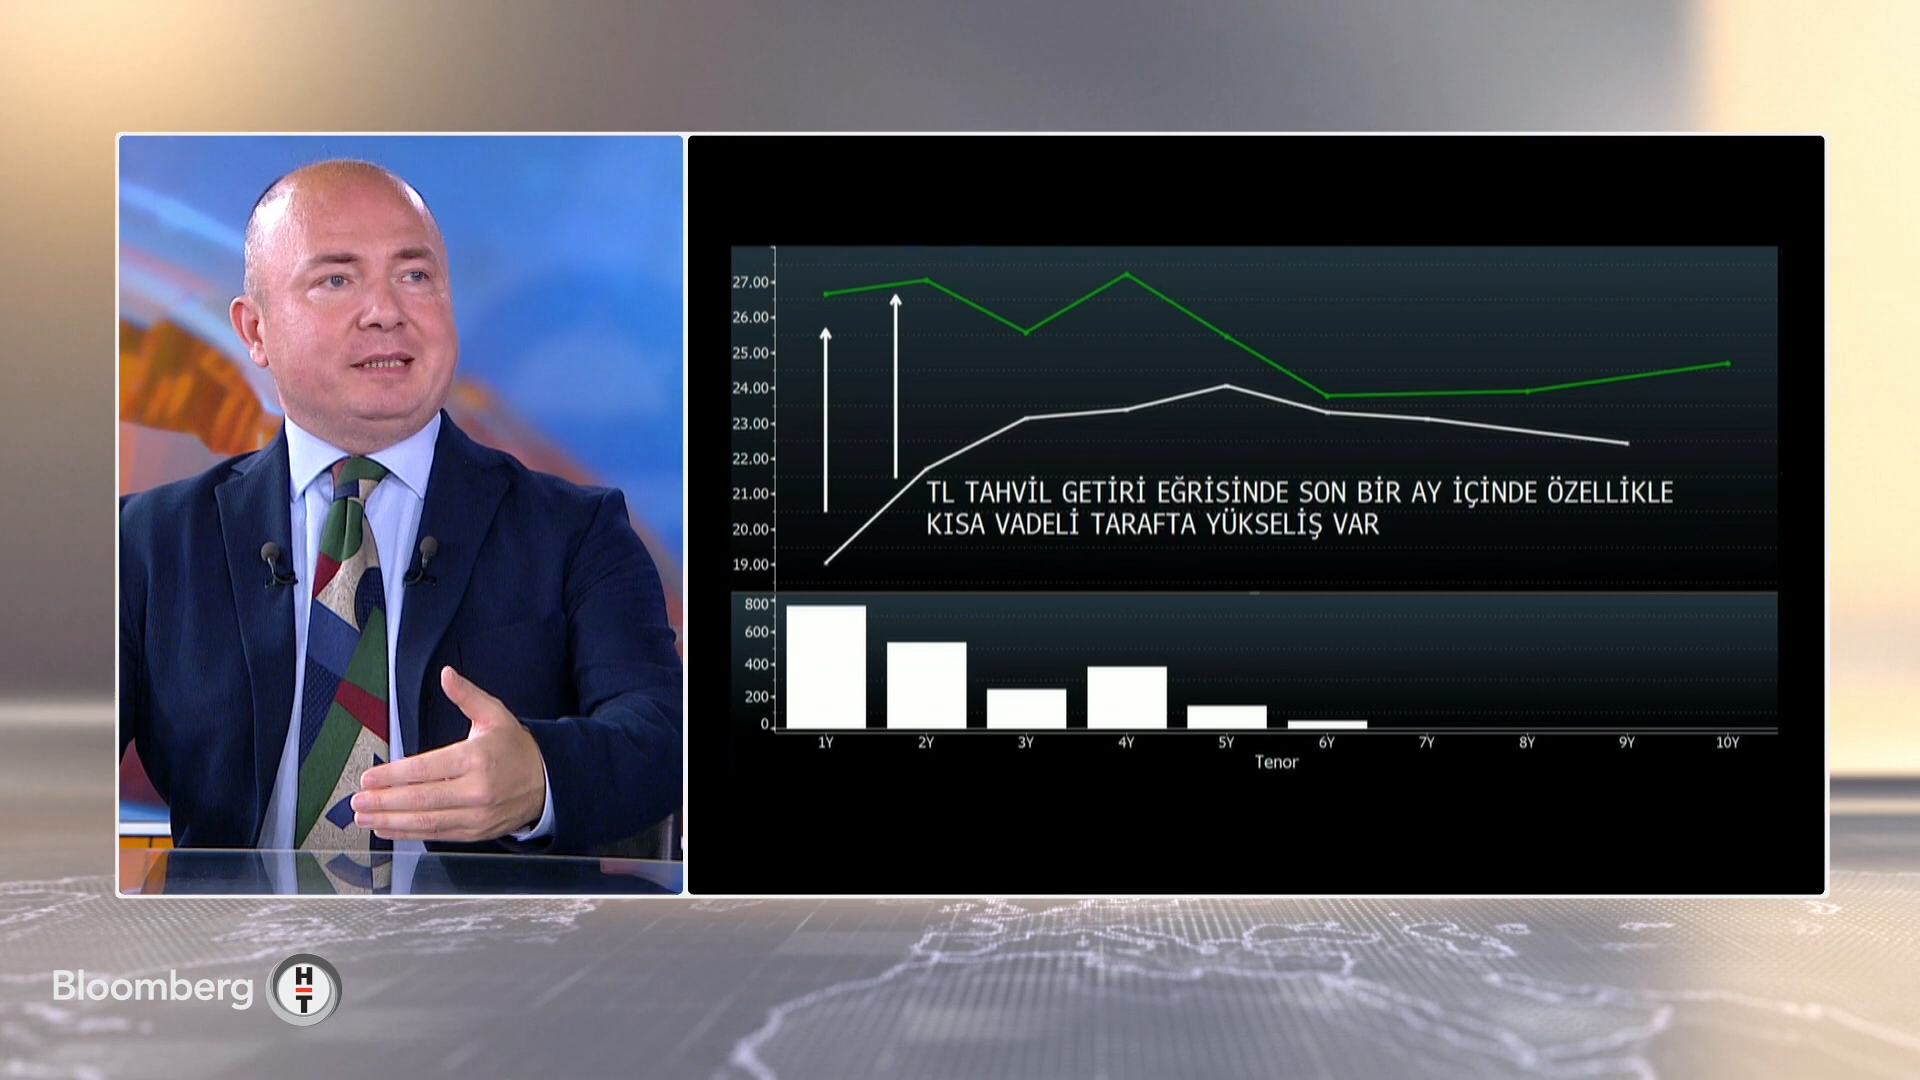 27.00
26.00
25.00
24.00
23.00
22.00
21.00
20.00
19.00
TL TAHVİL GETİRİ EĞRİSİNDE SON BİR AY İÇİNDE ÖZELLİKLE
KISA VADELİ TARAFTA YÜKSELİŞ VAR
800
600
400
200
0
1Y 2Y 3Y 4Y 5Y 6Y 7Y 8Y 9Y 10Y
Tenor
Bloomberg HT